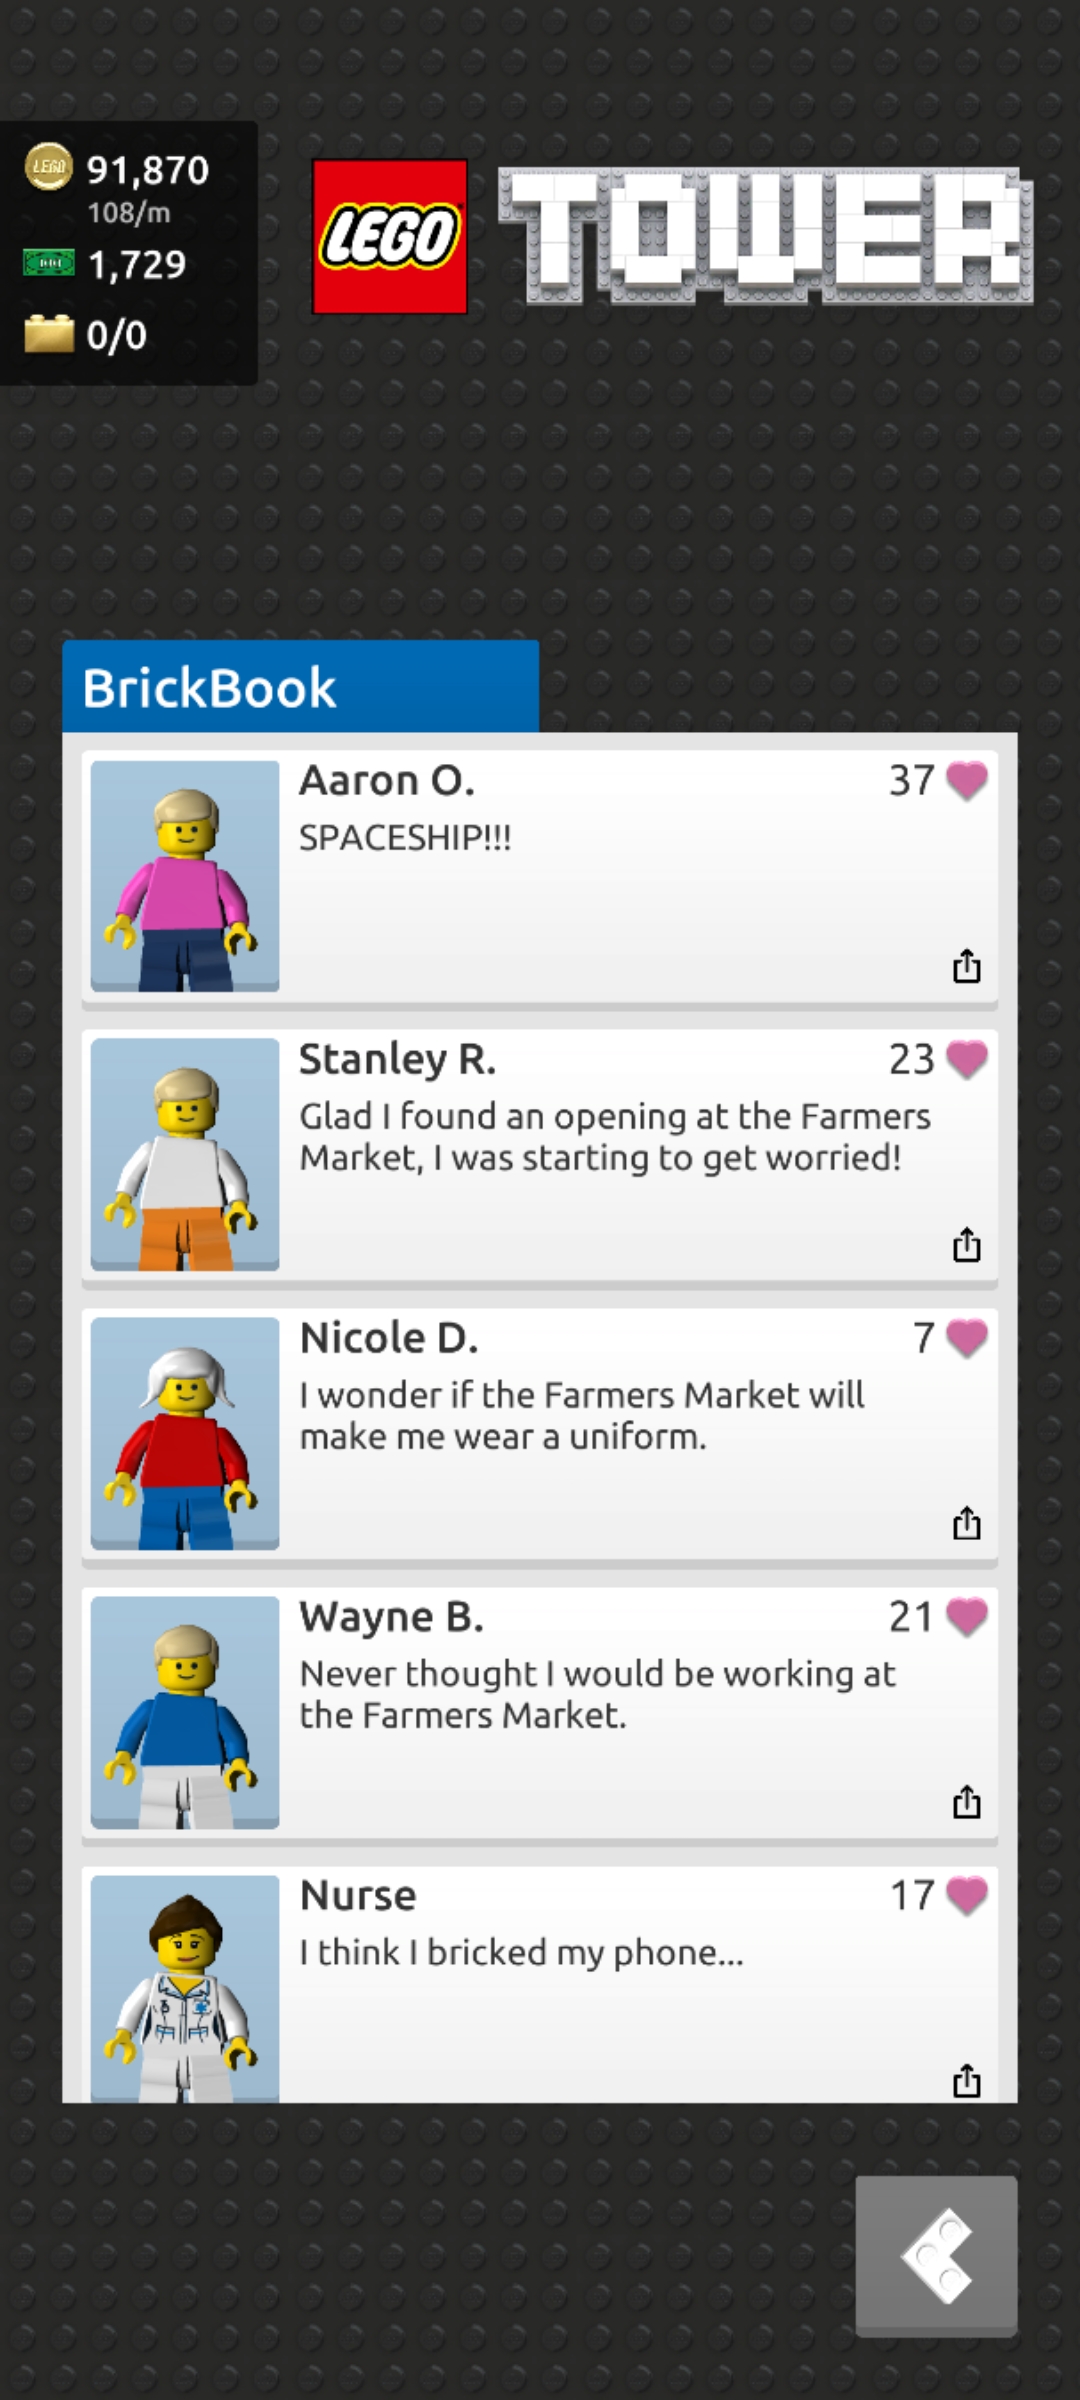 LEGO
91,870
108/m
1,729
0/0
LEGO
TOWER
BrickBook
Aaron O.
37
SPACESHIP!!!
Stanley R.
23
Glad I found an opening at the Farmers
Market, I was starting to get worried!
Nicole D.
7
I wonder if the Farmers Market will
make me wear a uniform.
Wayne B.
21
Never thought I would be working at
the Farmers Market.
Nurse
17
I think I bricked my phone...